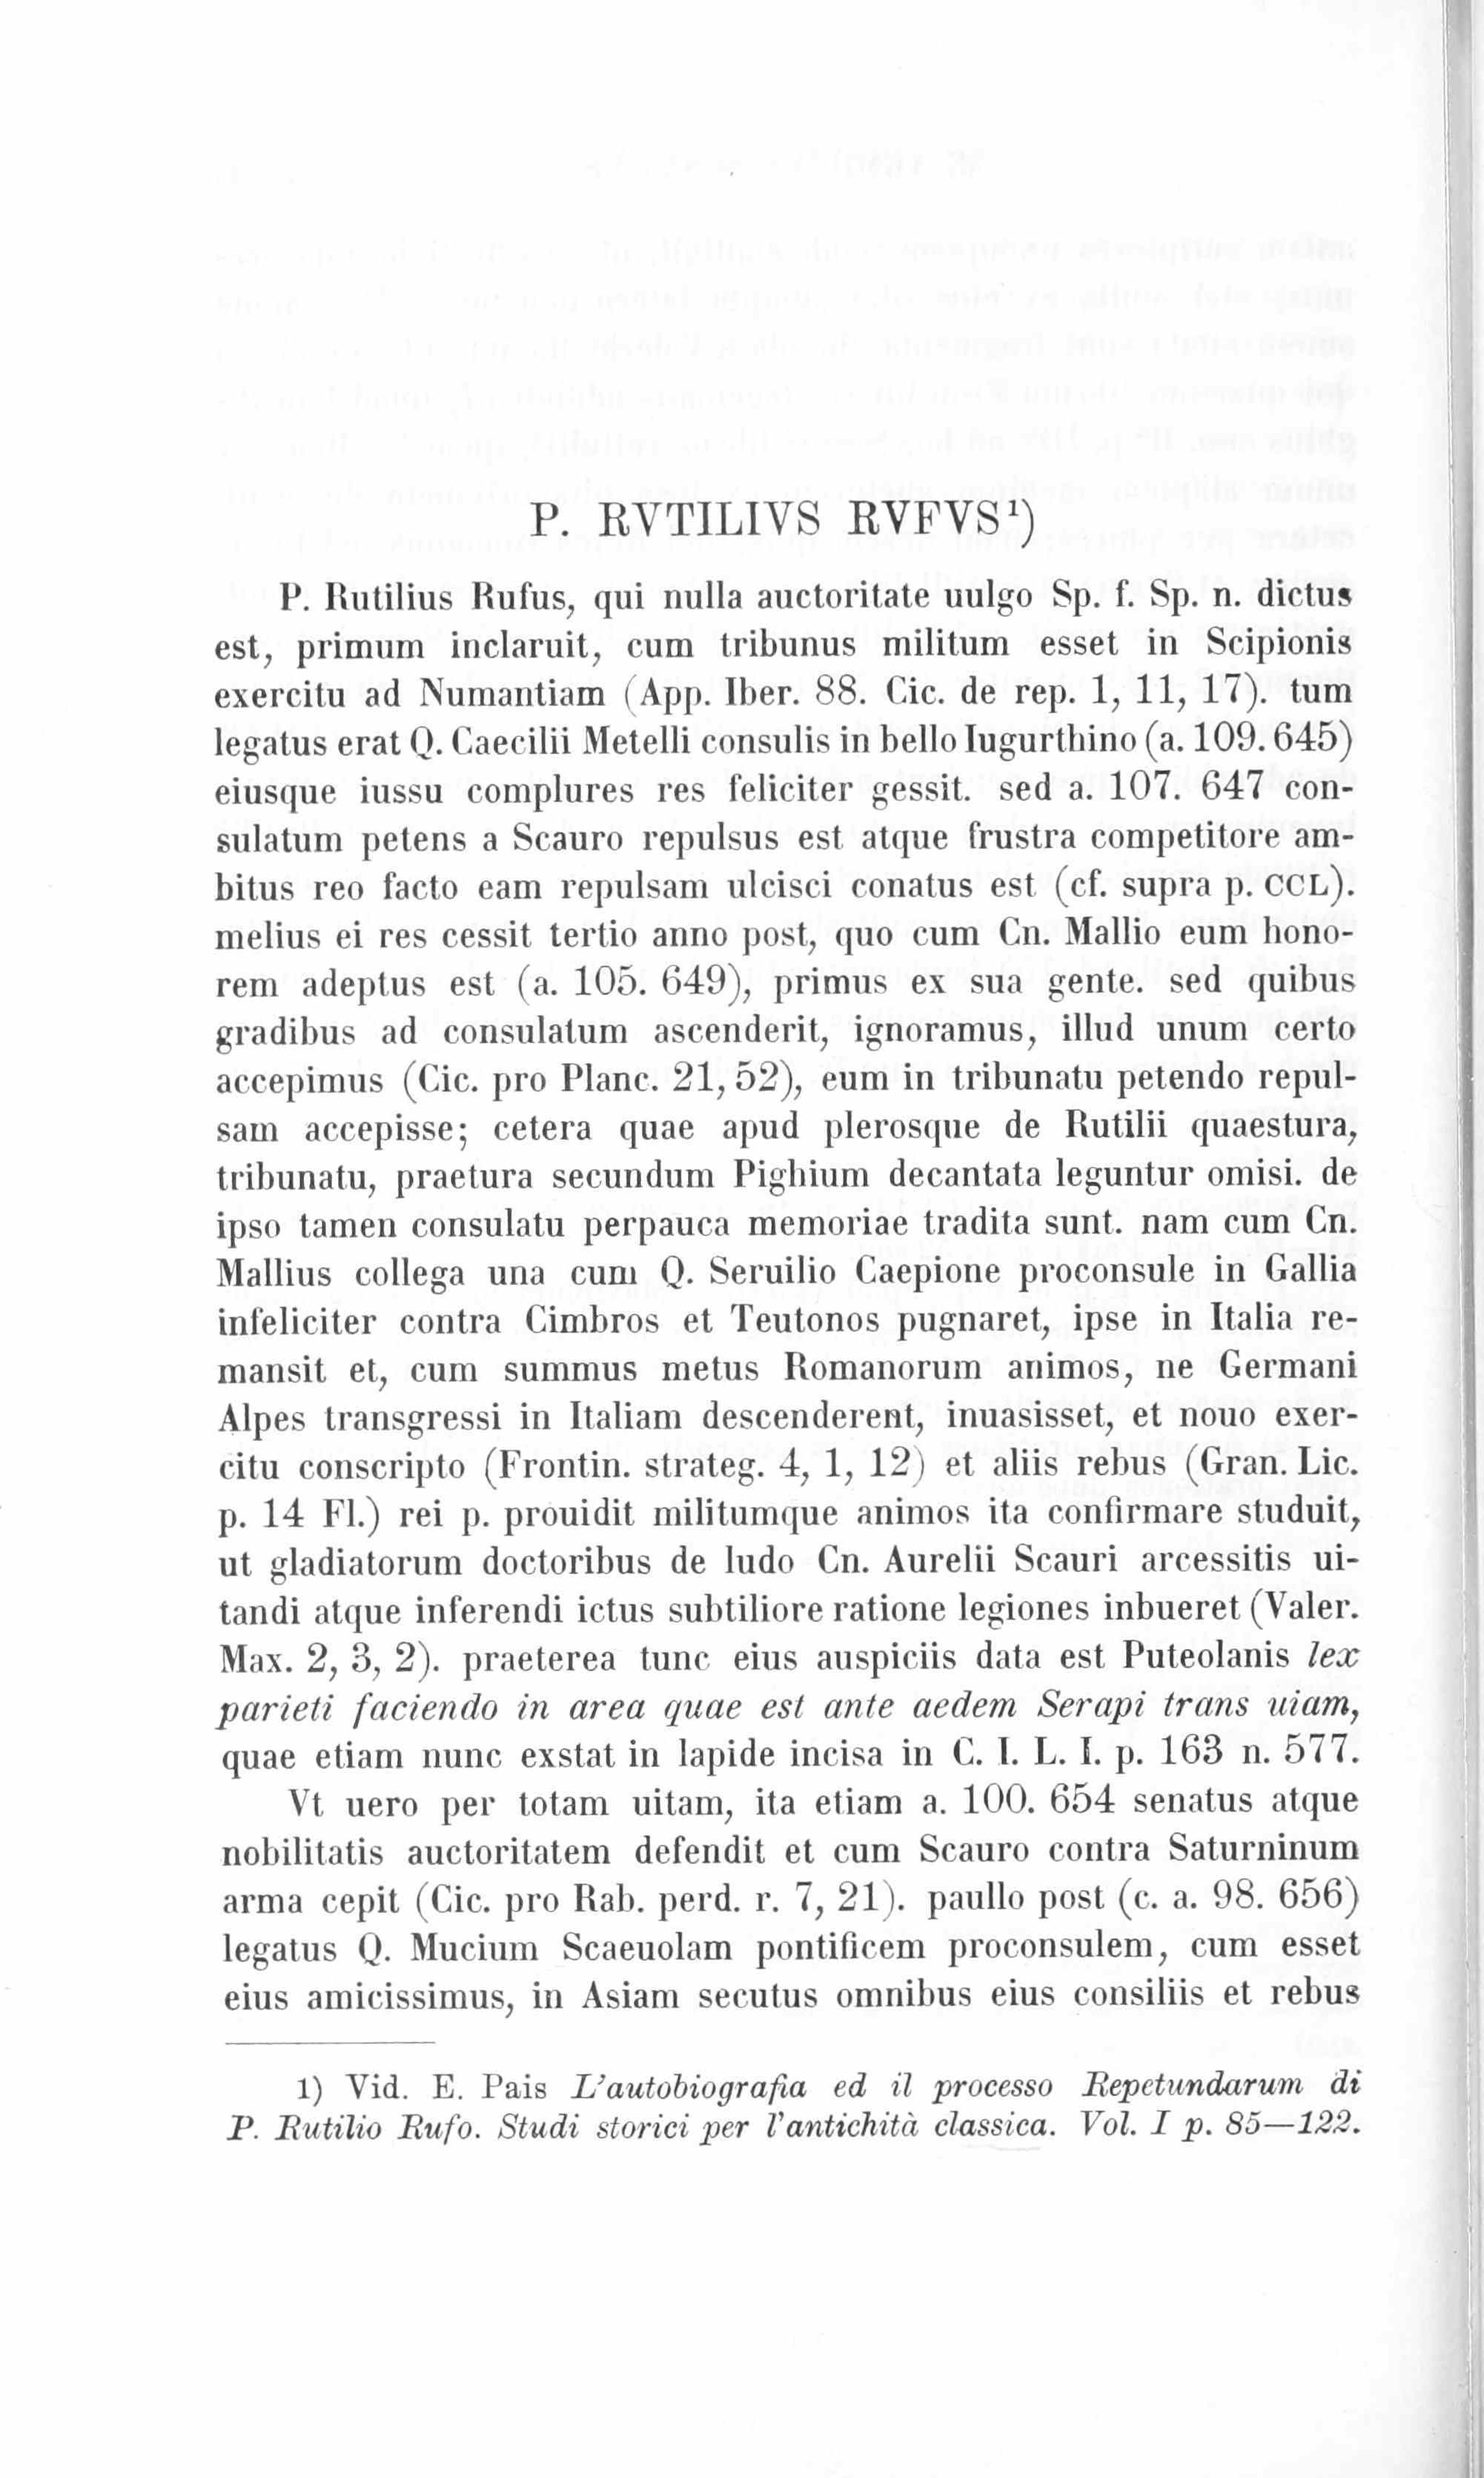 P. RVTILIVS RVFVS¹)
P. Rutilius Rufus, qui nulla auctoritate uulgo Sp. f. Sp. n. dictus
est, primum inclaruit, cum tribunus militum esset in Scipionis
exercitu ad Numantiam (App. Iber. 88. Cic. de rep. 1, 11, 17). tum
legatus erat Q. Caecilii Metelli consulis in bello Iugurthino (a. 109. 645)
eiusque iussu complures res feliciter gessit. sed a. 107. 647 con-
sulatum petens a Scauro repulsus est atque frustra competitore am-
bitus reo facto eam repulsam ulcisci conatus est (cf. supra p. CCL).
melius ei res cessit tertio anno post, quo cum Cn. Mallio eum hono-
rem adeptus est (a. 105. 649), primus ex sua gente. sed quibus
gradibus ad consulatum ascenderit, ignoramus, illud unum certo
accepimus (Cic. pro Planc. 21, 52), eum in tribunatu petendo repul-
sam accepisse; cetera quae apud plerosque de Rutilii quaestura,
tribunatu, praetura secundum Pighium decantata leguntur omisi. de
ipso tamen consulatu perpauca memoriae tradita sunt. nam cum Cn.
Mallius collega una cum Q. Seruilio Caepione proconsule in Gallia
infeliciter contra Cimbros et Teutonos pugnaret, ipse in Italia re-
mansit et, cum summus metus Romanorum animos, ne Germani
Alpes transgressi in Italiam descenderent, inuasisset, et nouo exer-
citu conscripto (Frontin. strateg. 4, 1, 12) et aliis rebus (Gran. Lic.
p. 14 Fl.) rei p. prouidit militumque animos ita confirmare studuit,
ut gladiatorum doctoribus de ludo Cn. Aurelii Scauri arcessitis ui-
tandi atque inferendi ictus subtiliore ratione legiones inbueret (Valer.
Max. 2, 3, 2). praeterea tunc eius auspiciis data est Puteolanis lex
parieti faciendo in area quae est ante aedem Serapi trans uiam,
quae etiam nunc exstat in lapide incisa in C. I. L. I. p. 163 n. 577.
Vt uero per totam uitam, ita etiam a. 100. 654 senatus atque
nobilitatis auctoritatem defendit et cum Scauro contra Saturninum
arma cepit (Cic. pro Rab. perd. r. 7, 21). paullo post (c. a. 98. 656)
legatus Q. Mucium Scaeuolam pontificem proconsulem, cum esset
eius amicissimus, in Asiam secutus omnibus eius consiliis et rebus
1) Vid. E. Pais L'autobiografia ed il processo Repetundarum di
P. Rutilio Rufo. Studi storici per l'antichità classica. Vol. I p. 85—122.